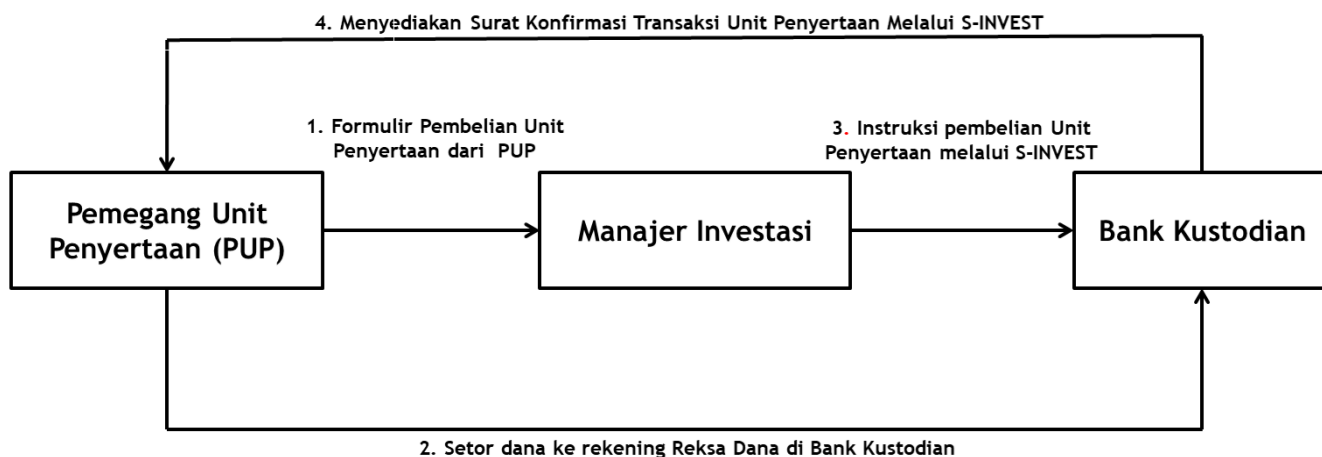 4. Menyediakan Surat Konfirmasi Transaksi Unit Penyertaan Melalui S-INVEST
1. Formulir Pembelian Unit
Penyertaan dari PUP
3. Instruksi pembelian Unit
Penyertaan melalui S-INVEST
Pemegang Unit
Penyertaan (PUP)
Manajer Investasi
Bank Kustodian
2. Setor dana ke rekening Reksa Dana di Bank Kustodian